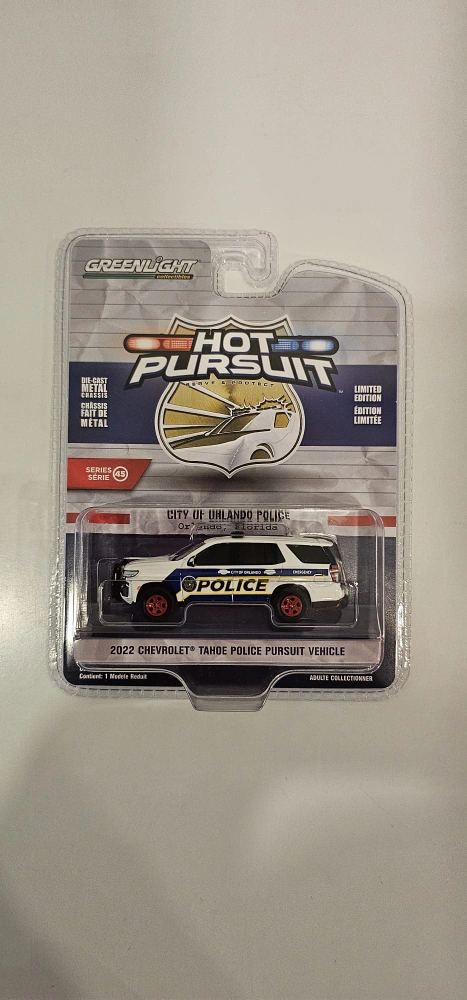 GREENLIGHT
collectibles
HOT
PURSUIT™
SERVE & PROTECT
DIE-CAST
METAL
CHASSIS
CHÂSSIS
FAIT DE
MÉTAL
LIMITED
EDITION
ÉDITION
LIMITÉE
SERIES
SÉRIE
45
CITY OF ORLANDO POLICE
Orlando, Florida
CITY OF ORLANDO
EMERGENCY
POLICE
2022 CHEVROLET® TAHOE POLICE PURSUIT VEHICLE
Contient: 1 Modèle Réduit
ADULTE COLLECTIONNER